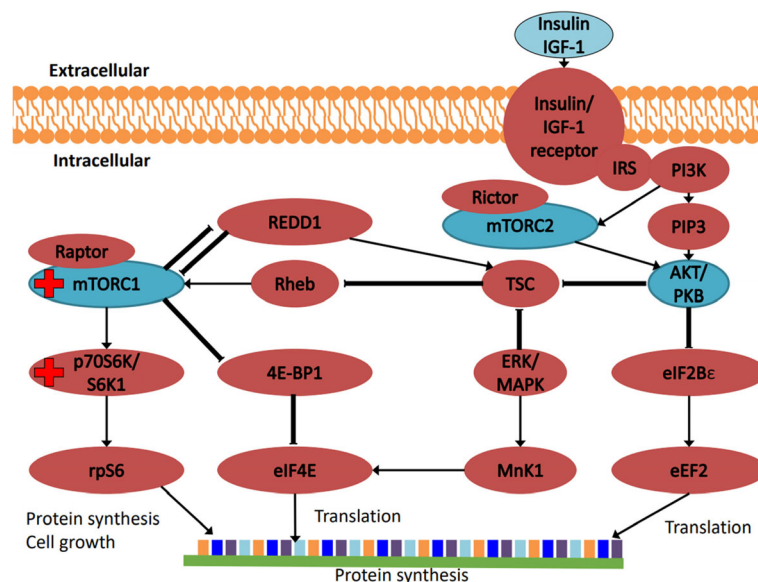 Insulin
IGF-1
Extracellular
Insulin/
IGF-1
receptor
Intracellular
IRS
PI3K
Rictor
mTORC2
REDD1
PIP3
Raptor
mTORC1
Rheb
TSC
AKT/
PKB
p70S6K/
S6K1
4E-BP1
ERK/
MAPK
eIF2Bε
rpS6
eIF4E
MnK1
eEF2
Protein synthesis
Cell growth
Translation
Translation
Protein synthesis